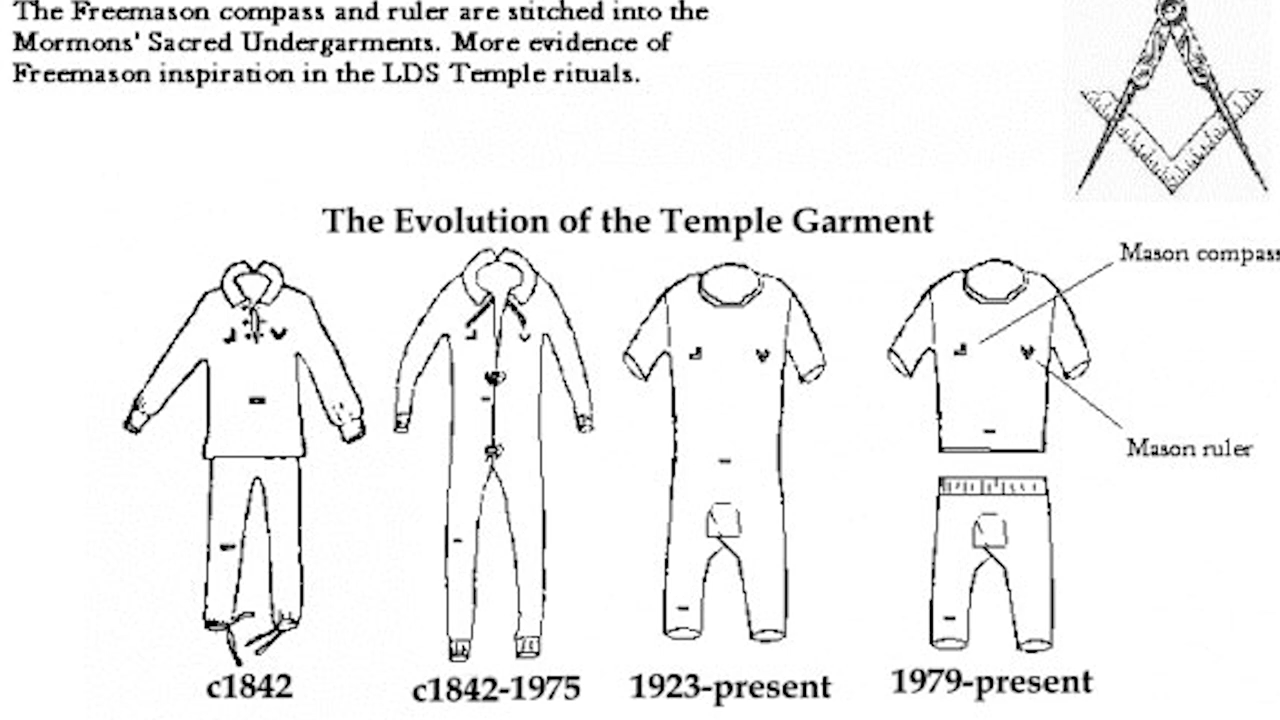 The Freemason compass and ruler are stitched into the
Mormons' Sacred Undergarments. More evidence of
Freemason inspiration in the LDS Temple rituals.
The Evolution of the Temple Garment
Mason compass
Mason ruler
c1842
c1842-1975
1923-present
1979-present